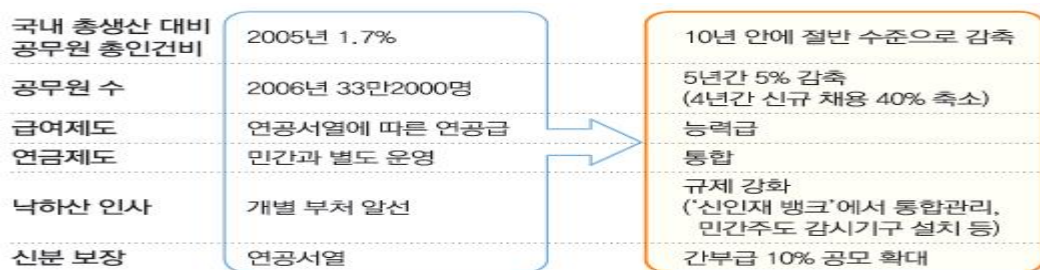 국내 총생산 대비
공무원 총인건비
2005년 1.7%
10년 안에 절반 수준으로 감축
공무원 수
2006년 33만2000명
5년간 5% 감축
(4년간 신규 채용 40% 축소)
급여제도
연공서열에 따른 연공급
능력급
연금제도
민간과 별도 운영
통합
낙하산 인사
개별 부처 알선
규제 강화
('신인재 뱅크'에서 통합관리,
민간주도 감시기구 설치 등)
신분 보장
연공서열
간부급 10% 공모 확대